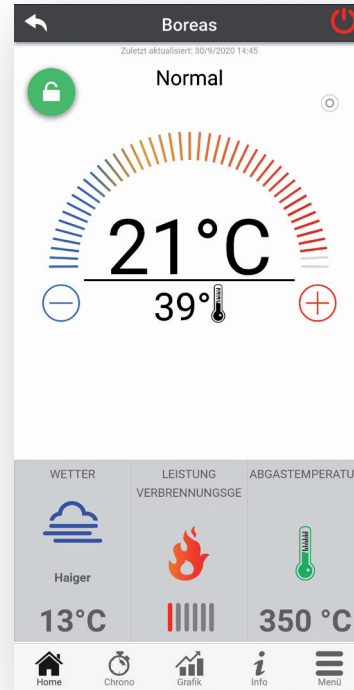 Boreas
Zuletzt aktualisiert: 30/9/2020 14:45
Normal
21°C
39°
WETTER
LEISTUNG
VERBRENNUNGSGE
ABGASTEMPERATU
Haiger
13°C
350 °C
Home
Chrono
Grafik
Info
Menü